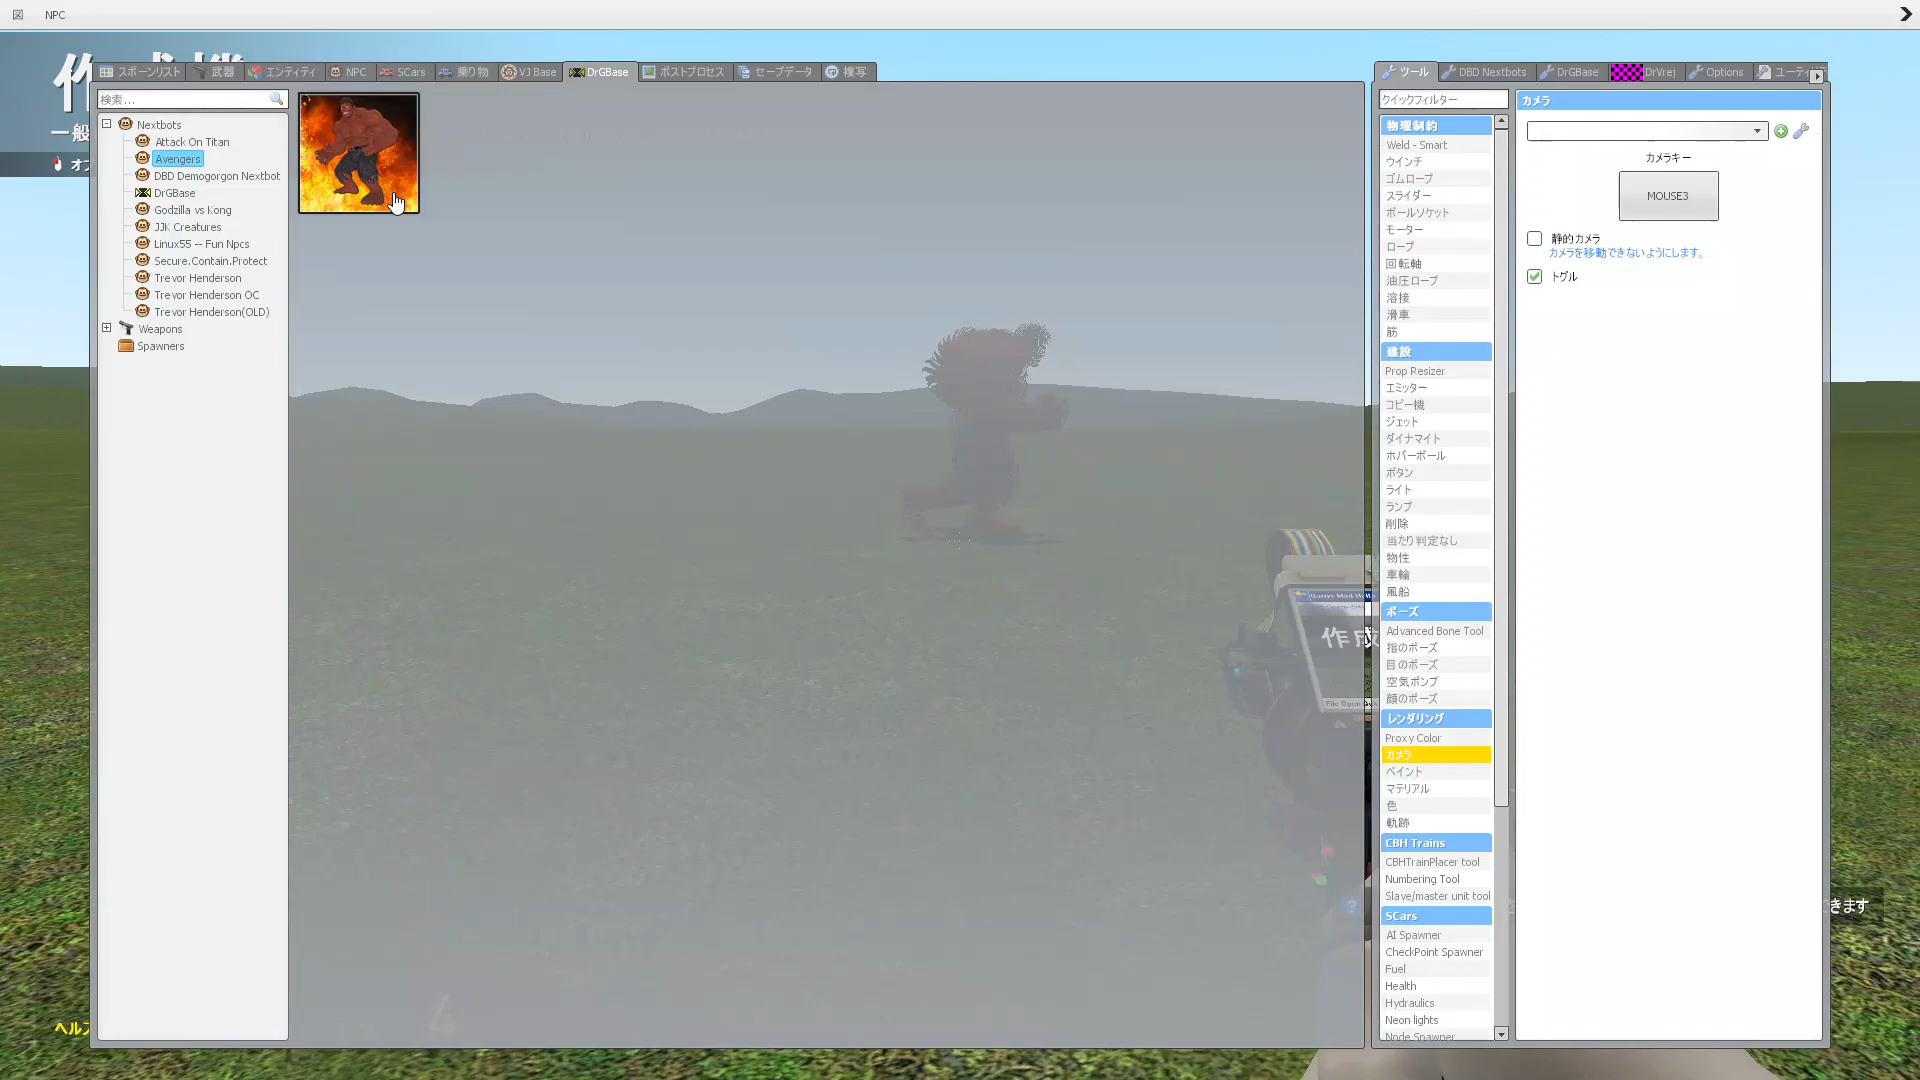 図 NPC
スポーンリスト 武器 エンティティ NPC SCars 乗り物 VJ Base DrGBase ポストプロセス セーブデータ 複写
検索...
Nextbots
Attack On Titan
Avengers
DBD Demogorgon Nextbot
DrGBase
Godzilla vs Kong
JJK Creatures
Linux55 -- Fun Npcs
Secure.Contain.Protect
Trevor Henderson
Trevor Henderson OC
Trevor Henderson(OLD)
Weapons
Spawners
ツール DBD Nextbots DrGBase DrVrej Options
クイックフィルター
物理制約
Weld - Smart
ウインチ
ゴムロープ
スライダー
ボールソケット
モーター
ロープ
回転軸
油圧ロープ
溶接
滑車
筋
建設
Prop Resizer
エミッター
コピー機
ジェット
ダイナマイト
ホバーボール
ボタン
ライト
ランプ
削除
当たり判定なし
物性
車輪
風船
ポーズ
Advanced Bone Tool
指のポーズ
目のポーズ
空気ポンプ
顔のポーズ
レンダリング
Proxy Color
カメラ
ペイント
マテリアル
色
軌跡
CBH Trains
CBHTrainPlacer tool
Numbering Tool
Slave/master unit tool
SCars
AI Spawner
CheckPoint Spawner
Fuel
Health
Hydraulics
Neon lights
Node Spawner
カメラ
カメラキー
MOUSE3
静的カメラ
カメラを移動できないようにします。
トグル
作成
きます